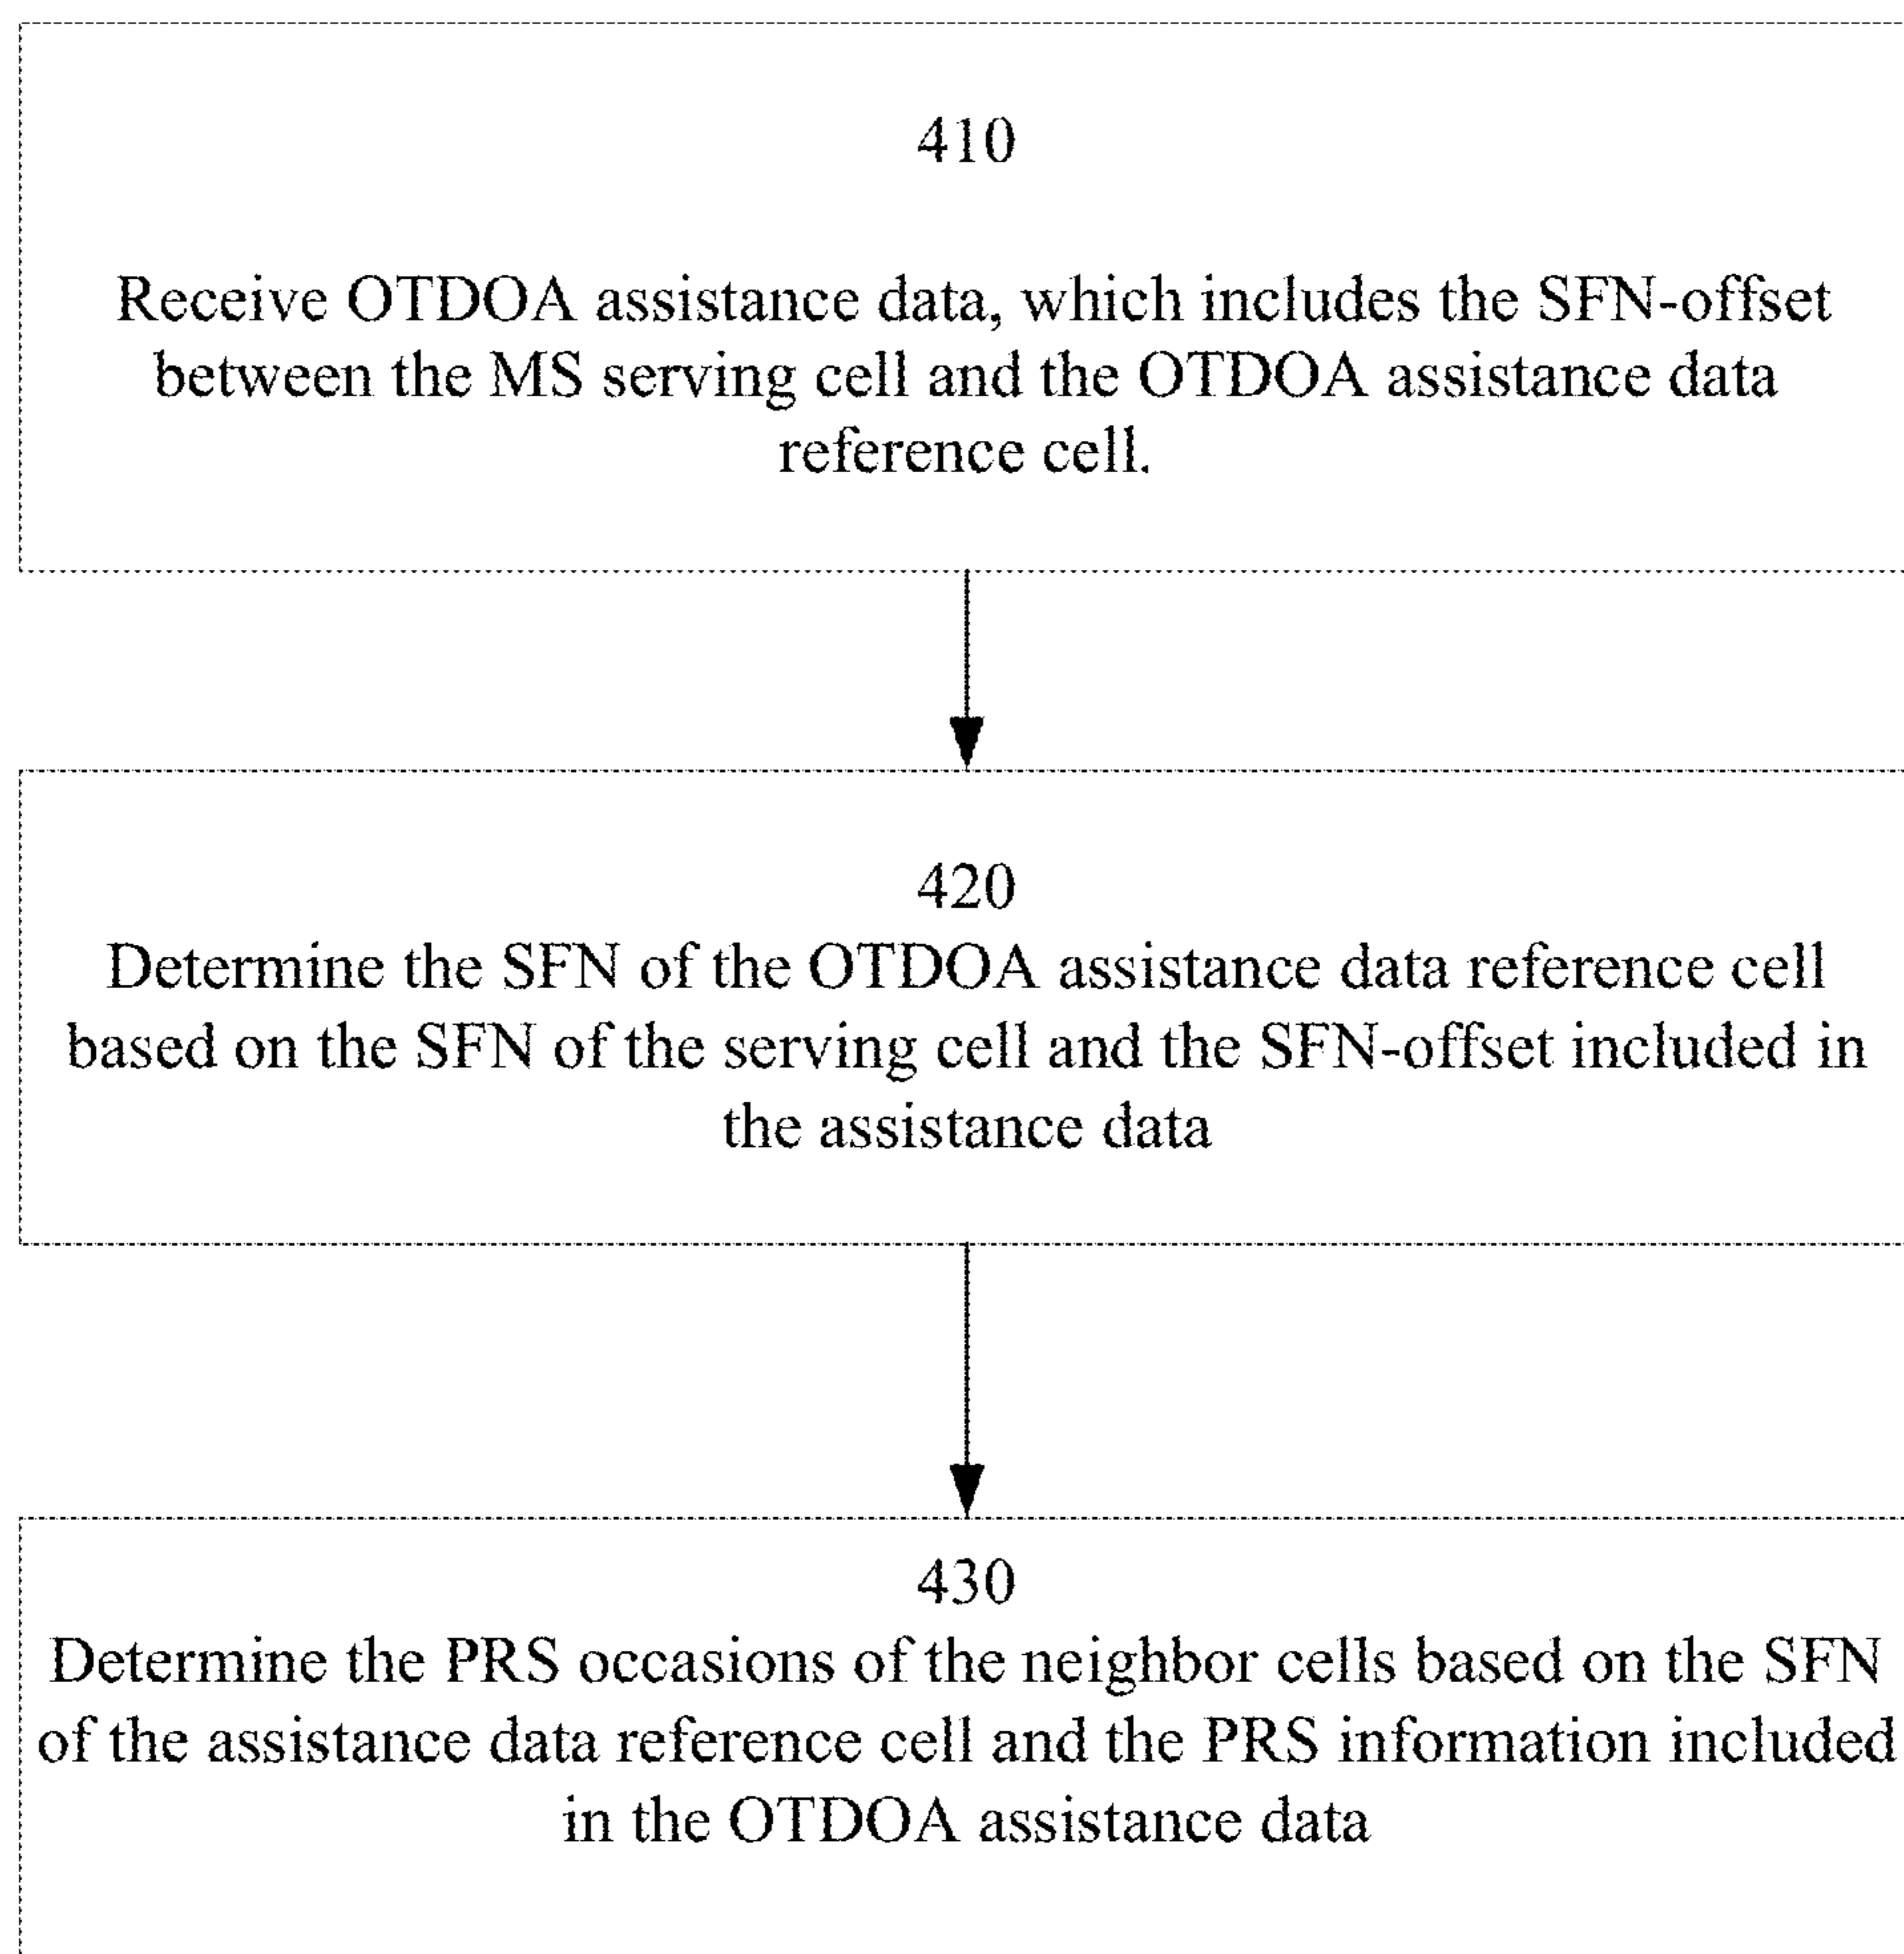 410
Receive OTDOA assistance data, which includes the SFN-offset
between the MS serving cell and the OTDOA assistance data
reference cell.
420
Determine the SFN of the OTDOA assistance data reference cell
based on the SFN of the serving cell and the SFN-offset included in
the assistance data
430
Determine the PRS occasions of the neighbor cells based on the SFN
of the assistance data reference cell and the PRS information included
in the OTDOA assistance data